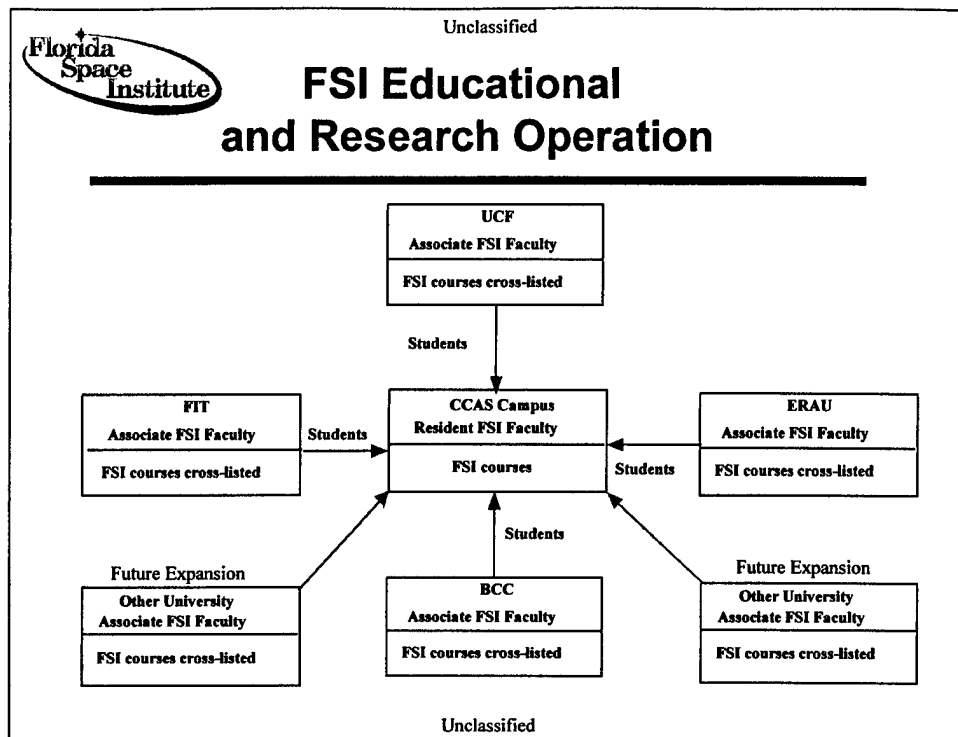 Unclassified
Florida
Space
Institute
FSI Educational
and Research Operation
UCF
Associate FSI Faculty
FSI courses cross-listed
Students
FIT
Associate FSI Faculty
FSI courses cross-listed
Students
CCAS Campus
Resident FSI Faculty
FSI courses
Students
ERAU
Associate FSI Faculty
FSI courses cross-listed
Students
Future Expansion
Other University
Associate FSI Faculty
FSI courses cross-listed
BCC
Associate FSI Faculty
FSI courses cross-listed
Future Expansion
Other University
Associate FSI Faculty
FSI courses cross-listed
Unclassified